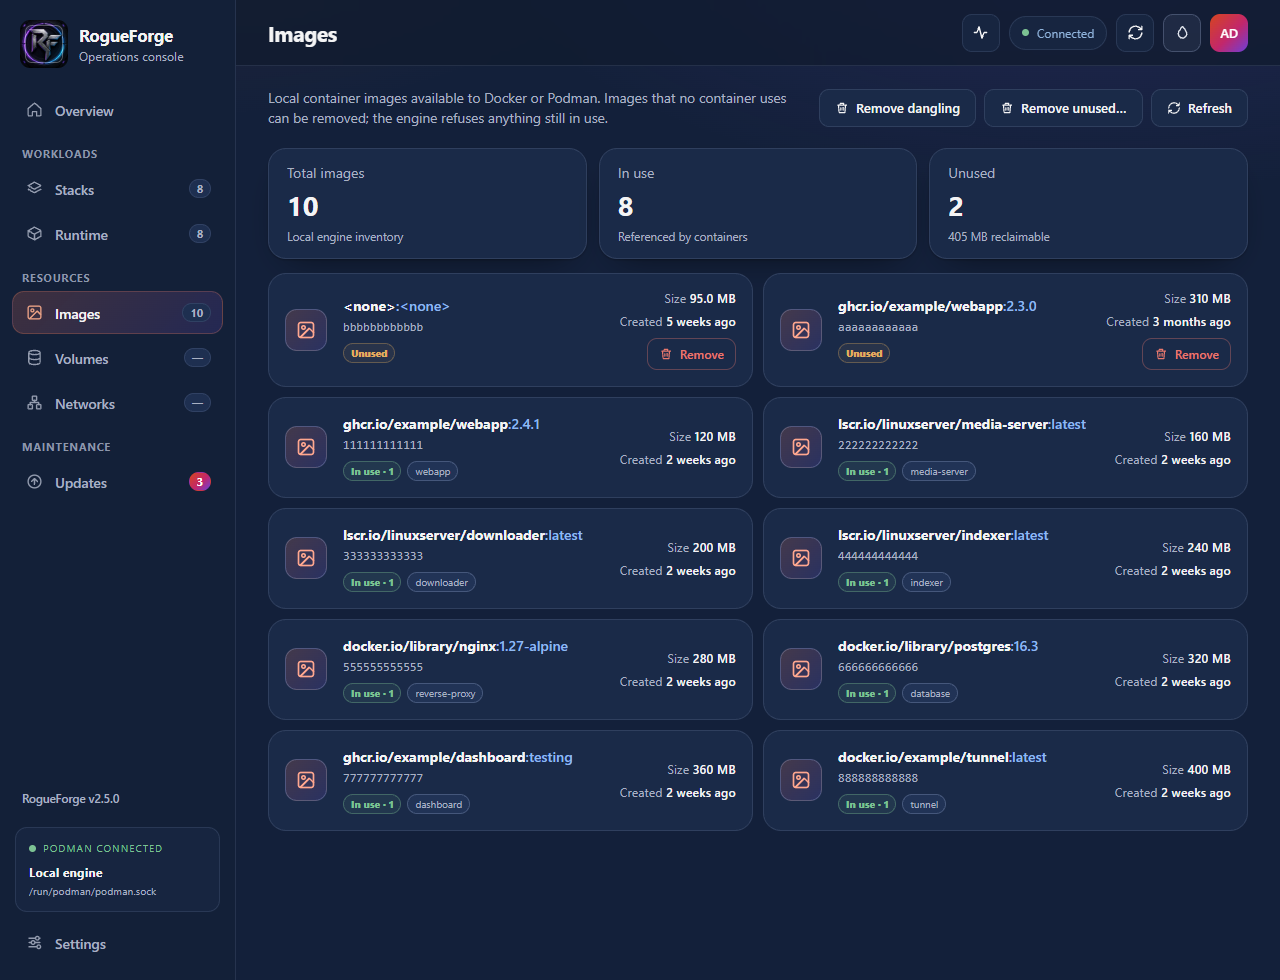 RogueForge
Operations console
Overview
WORKLOADS
Stacks 8
Runtime 8
RESOURCES
Images 10
Volumes —
Networks —
MAINTENANCE
Updates 3
RogueForge v2.5.0
PODMAN CONNECTED
Local engine
/run/podman/podman.sock
Settings
Images
Connected
AD
Local container images available to Docker or Podman. Images that no container uses
can be removed; the engine refuses anything still in use.
Remove dangling
Remove unused...
Refresh
Total images
10
Local engine inventory
In use
8
Referenced by containers
Unused
2
405 MB reclaimable
<none>:<none>
bbbbbbbbbbbb
Unused
Size 95.0 MB
Created 5 weeks ago
Remove
ghcr.io/example/webapp:2.3.0
aaaaaaaaaaaa
Unused
Size 310 MB
Created 3 months ago
Remove
ghcr.io/example/webapp:2.4.1
111111111111
In use · 1 webapp
Size 120 MB
Created 2 weeks ago
lscr.io/linuxserver/media-server:latest
222222222222
In use · 1 media-server
Size 160 MB
Created 2 weeks ago
lscr.io/linuxserver/downloader:latest
333333333333
In use · 1 downloader
Size 200 MB
Created 2 weeks ago
lscr.io/linuxserver/indexer:latest
444444444444
In use · 1 indexer
Size 240 MB
Created 2 weeks ago
docker.io/library/nginx:1.27-alpine
555555555555
In use · 1 reverse-proxy
Size 280 MB
Created 2 weeks ago
docker.io/library/postgres:16.3
666666666666
In use · 1 database
Size 320 MB
Created 2 weeks ago
ghcr.io/example/dashboard:testing
777777777777
In use · 1 dashboard
Size 360 MB
Created 2 weeks ago
docker.io/example/tunnel:latest
888888888888
In use · 1 tunnel
Size 400 MB
Created 2 weeks ago